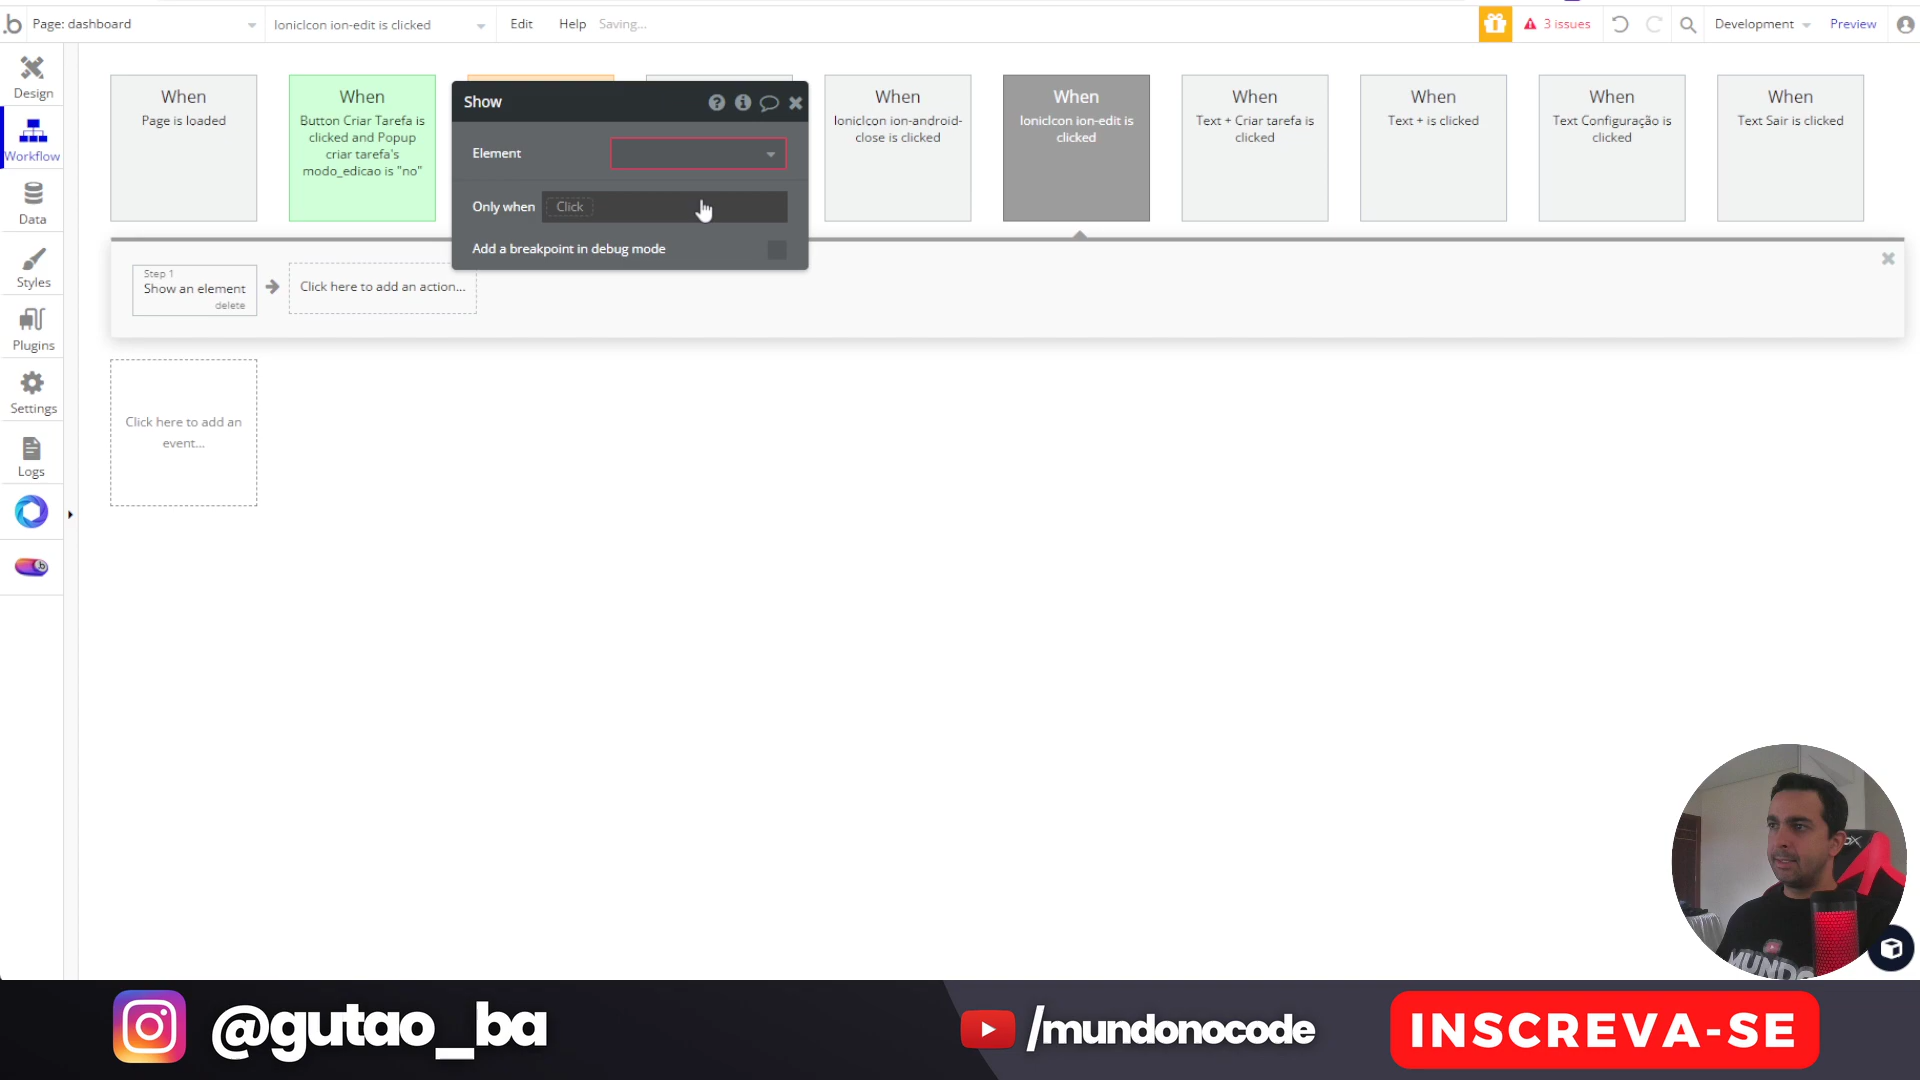 .b Page: dashboard
IonicIcon ion-edit is clicked
Edit
Help
Saving...
3 issues
Development
Preview
Design
Workflow
Data
Styles
Plugins
Settings
Logs
When
Page is loaded
When
Button Criar Tarefa is
clicked and Popup
criar tarefa's
modo_edicao is "no"
Show
Element
Only when
Click
Add a breakpoint in debug mode
When
IonicIcon ion-android-
close is clicked
When
IonicIcon ion-edit is
clicked
When
Text + Criar tarefa is
clicked
When
Text + is clicked
When
Text Configuração is
clicked
When
Text Sair is clicked
Step 1
Show an element
delete
Click here to add an action...
Click here to add an
event...
MUNDO
@gutao_ba
/mundonocode
INSCREVA-SE